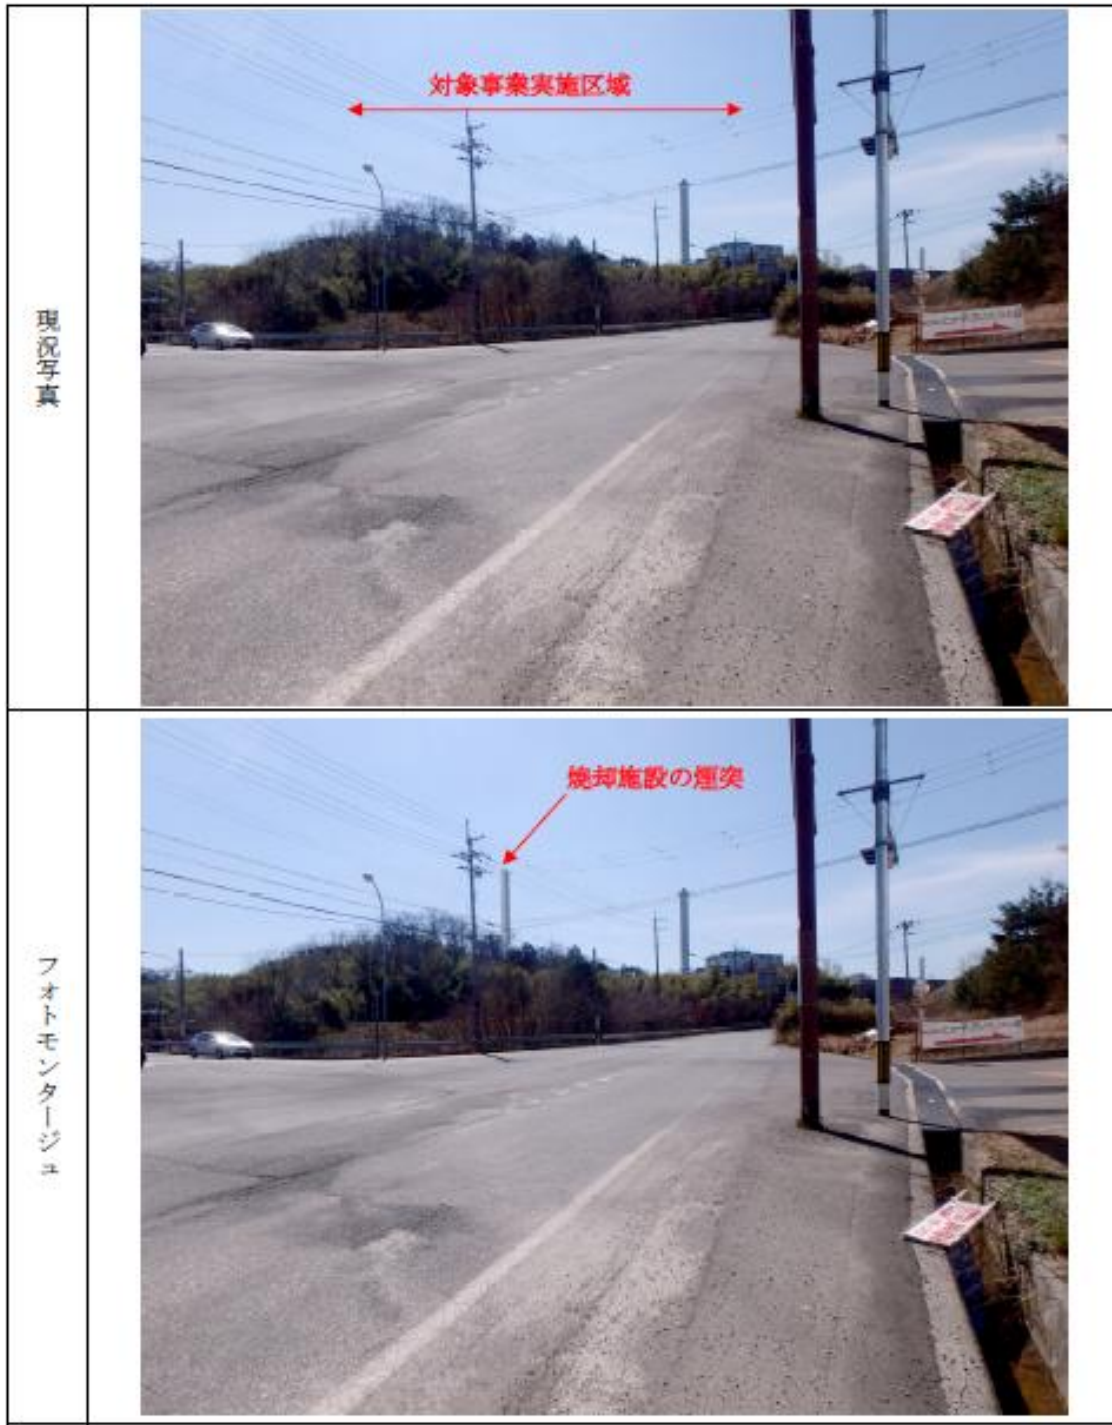 現況写真
対象事業実施区域
フォトモンタージュ
焼却施設の煙突